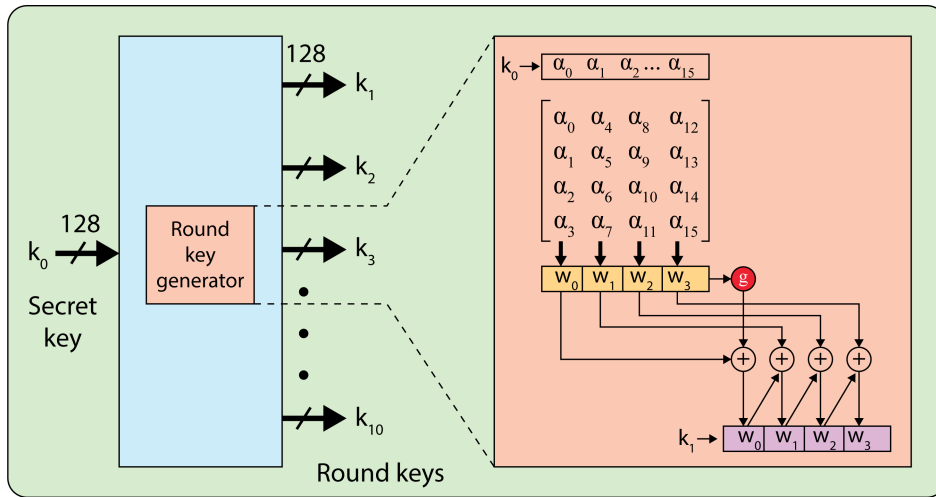 128
k₀
Secret
key
Round
key
generator
128
k₁
k₂
k₃
k₁₀
Round keys
k₀
α₀ α₁ α₂ ... α₁₅
α₀ α₄ α₈ α₁₂
α₁ α₅ α₉ α₁₃
α₂ α₆ α₁₀ α₁₄
α₃ α₇ α₁₁ α₁₅
w₀ w₁ w₂ w₃
g
+ + + +
k₁
w₀ w₁ w₂ w₃